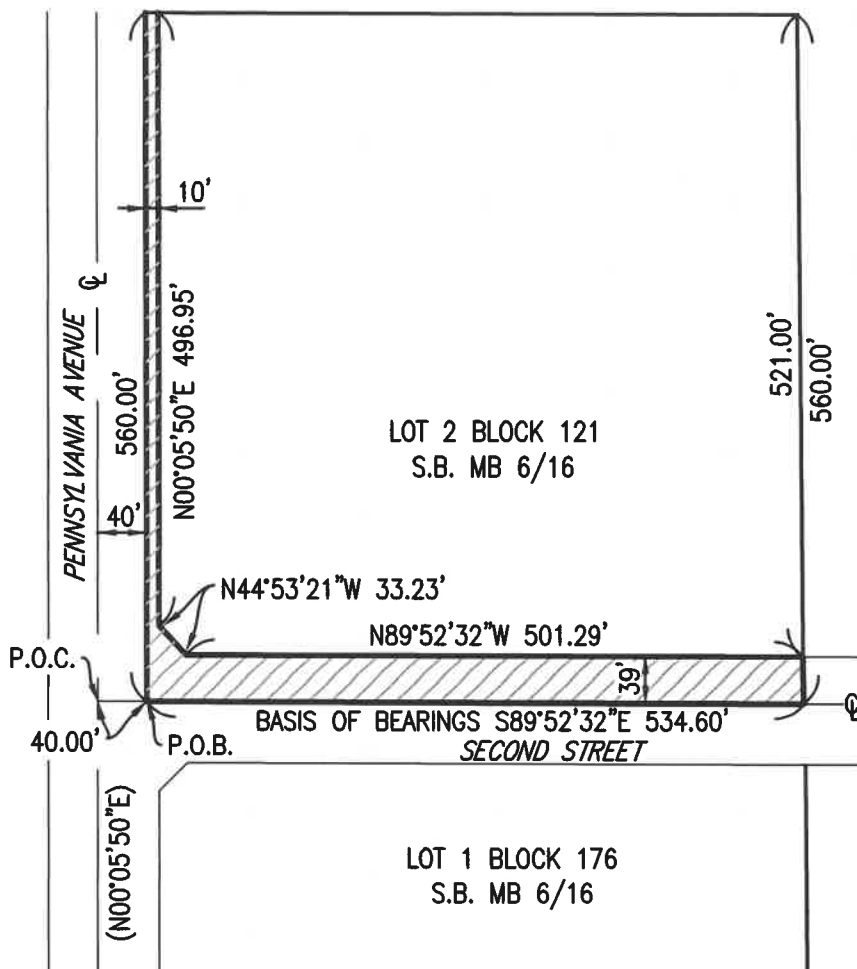 10'
PENNSYLVANIA AVENUE ℄
560.00'
N00°05'50"E 496.95'
521.00'
560.00'
LOT 2 BLOCK 121
S.B. MB 6/16
40'
N44°53'21"W 33.23'
N89°52'32"W 501.29'
P.O.C.
39'
40.00'
P.O.B.
BASIS OF BEARINGS S89°52'32"E 534.60'
℄
SECOND STREET
(N00°05'50"E)
LOT 1 BLOCK 176
S.B. MB 6/16